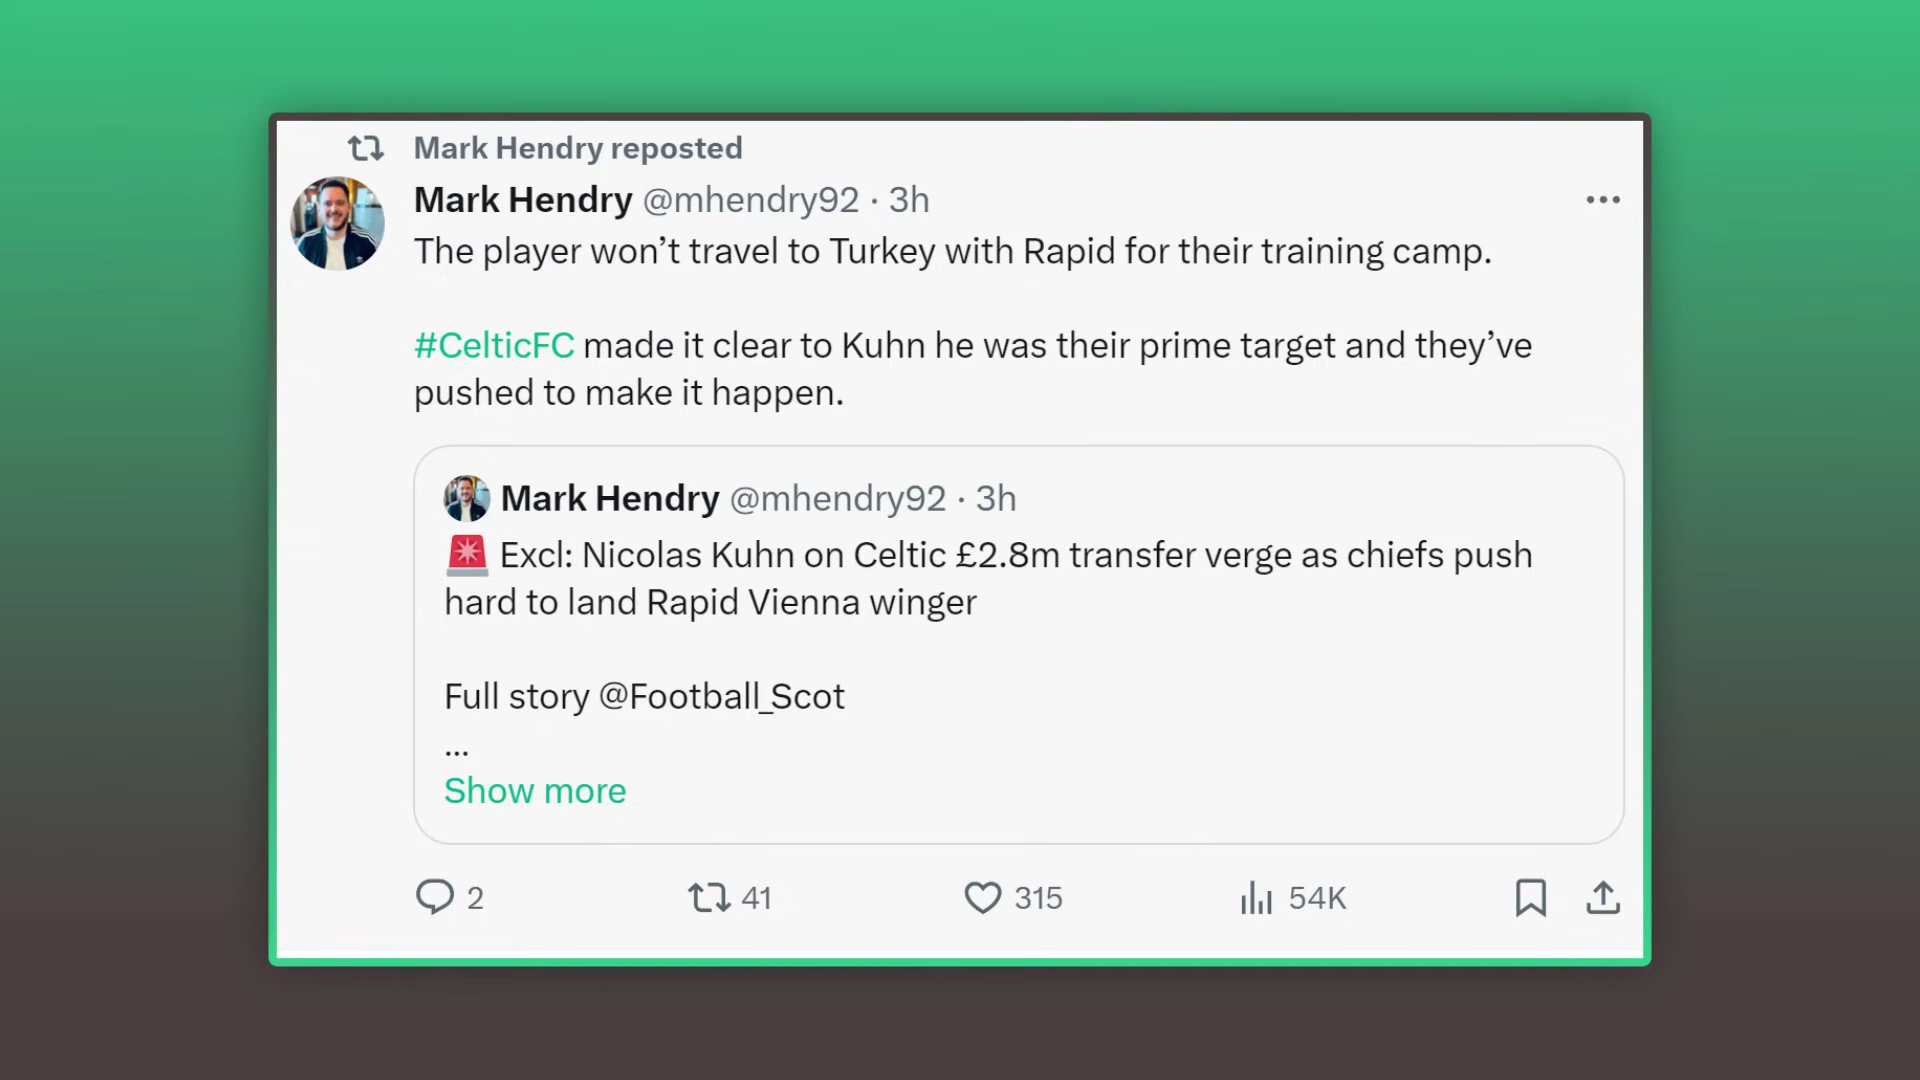 Mark Hendry reposted
Mark Hendry @mhendry92 · 3h
The player won’t travel to Turkey with Rapid for their training camp.
#CelticFC made it clear to Kuhn he was their prime target and they’ve
pushed to make it happen.
Mark Hendry @mhendry92 · 3h
🚨 Excl: Nicolas Kuhn on Celtic £2.8m transfer verge as chiefs push
hard to land Rapid Vienna winger
Full story @Football_Scot
...
Show more
2 41 315 54K